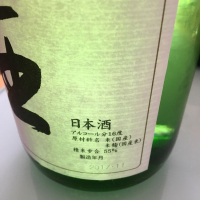 日本酒
アルコール分16度
原材料名 米(国産)
米麹(国産米)
精米歩合 55%
製造年月